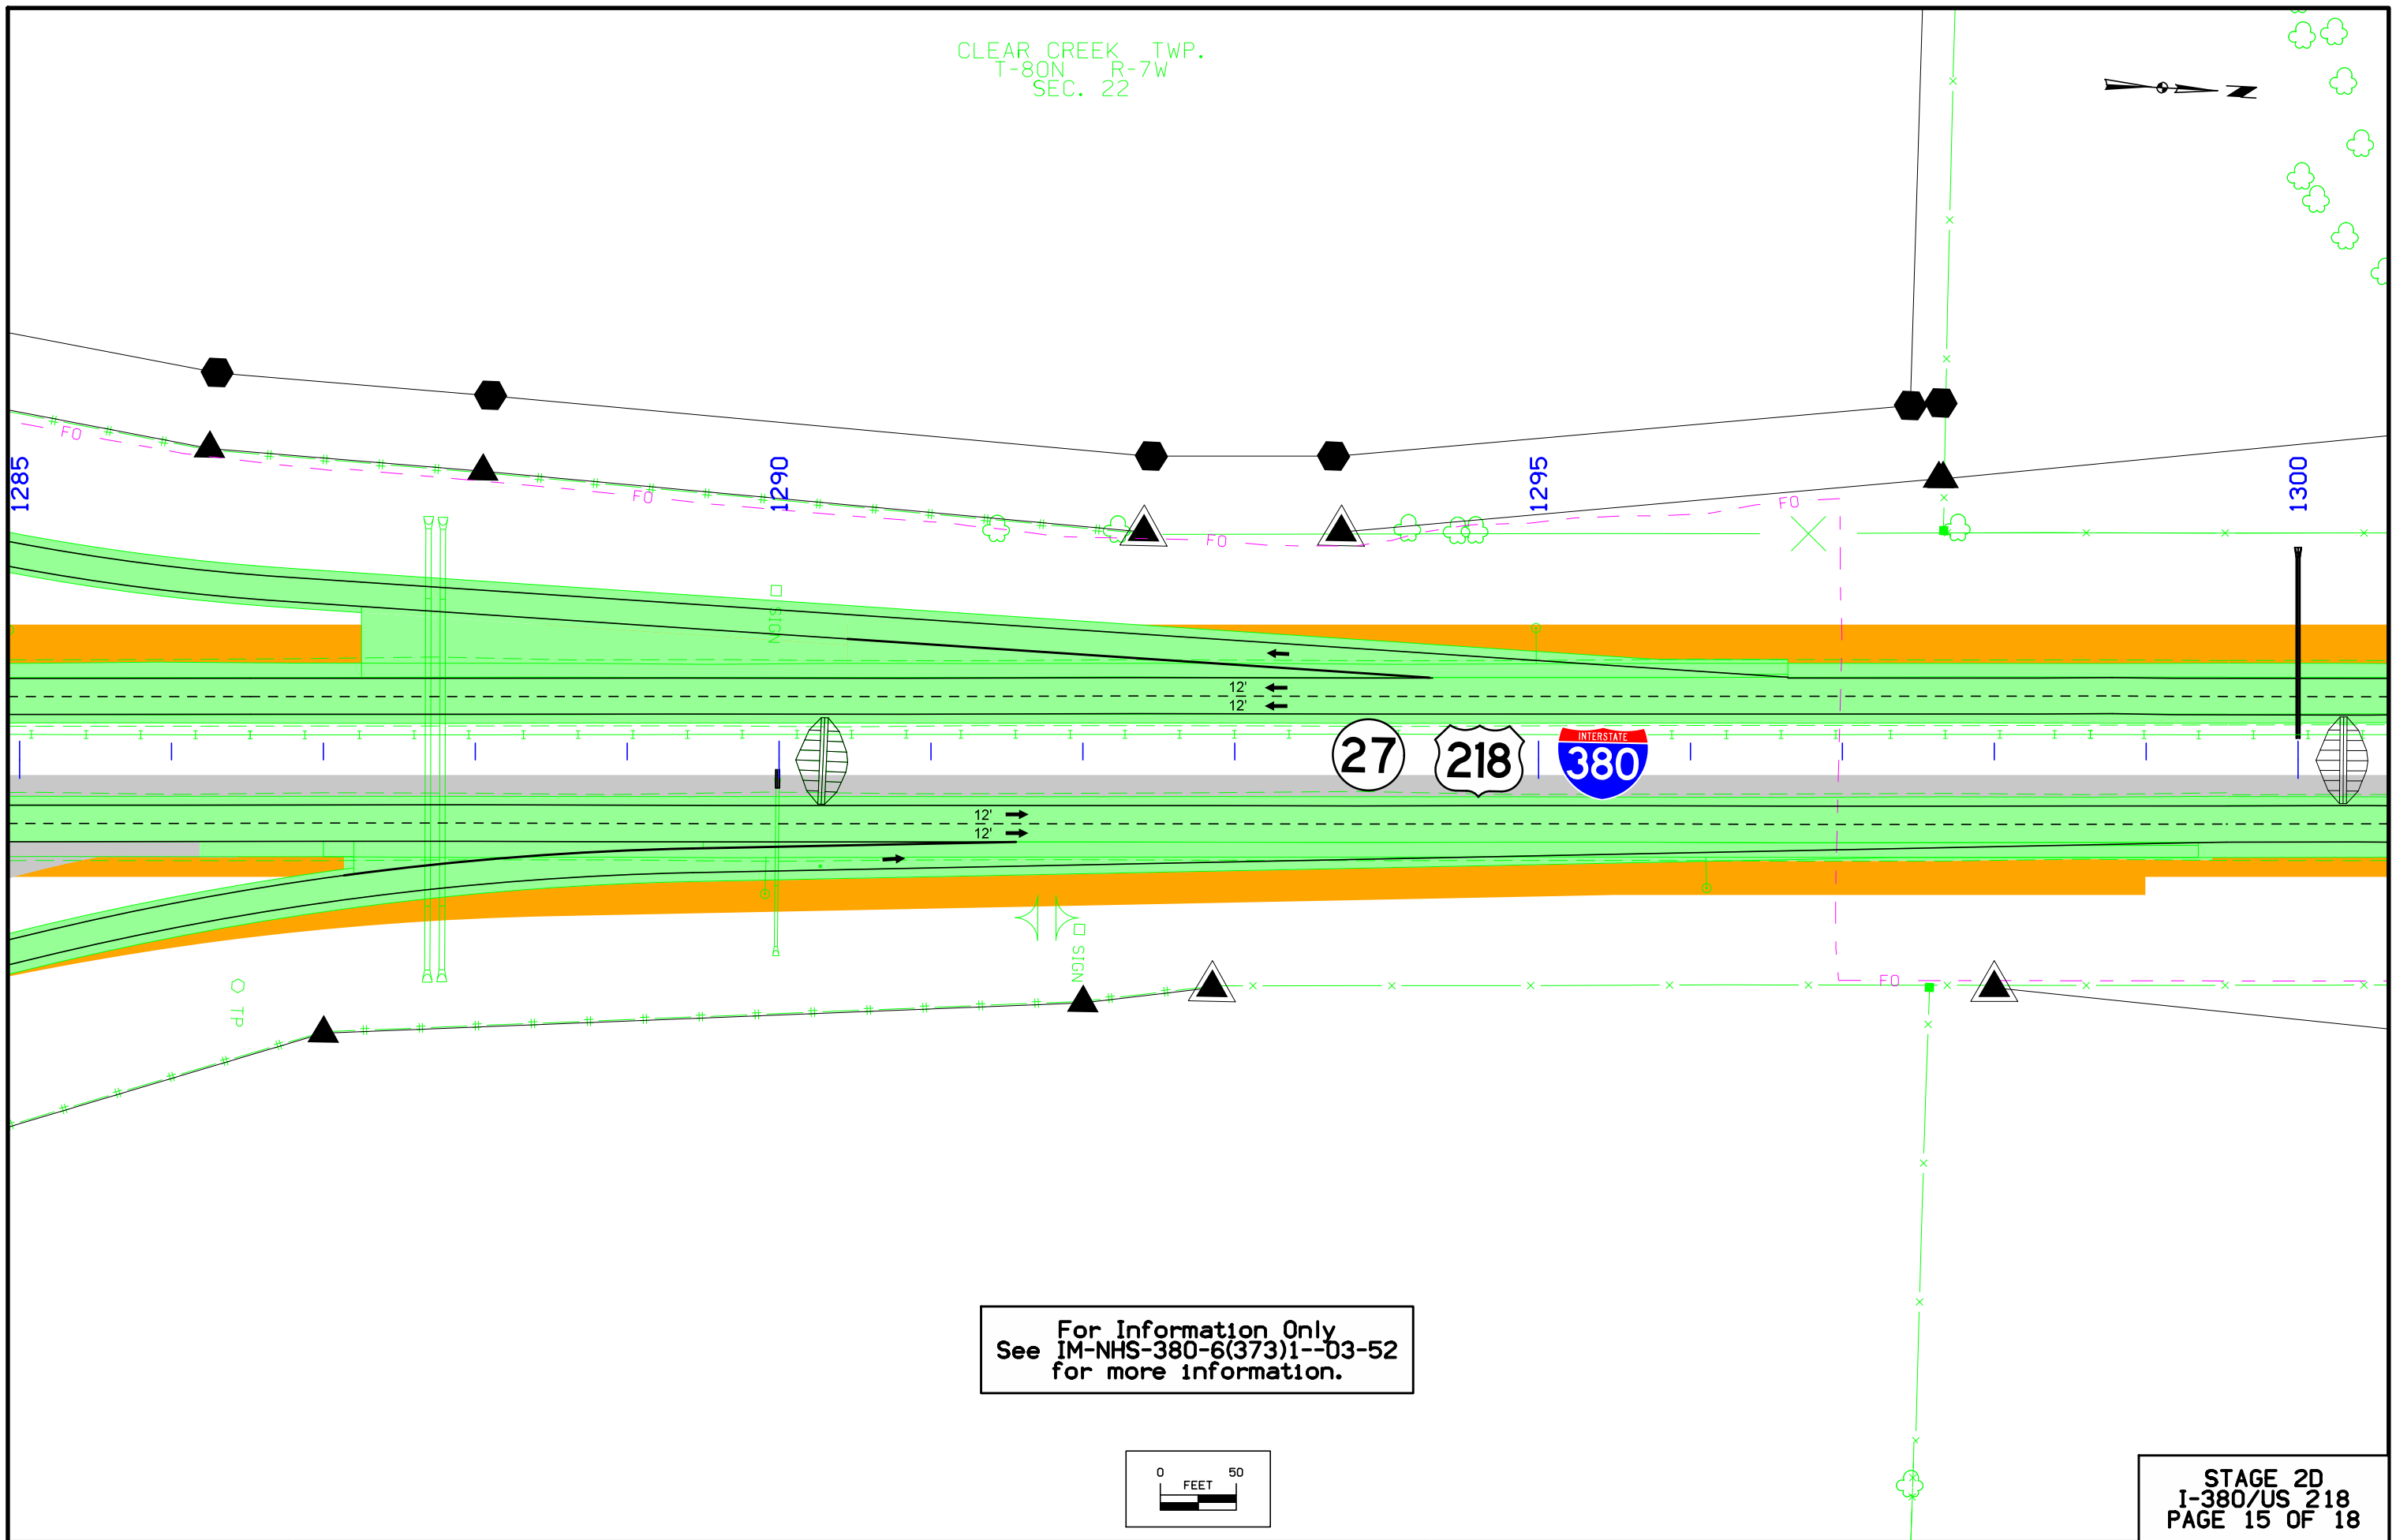 CLEAR CREEK TWP.
T-80N R-7W
SEC. 22
N
FO
1285
1290
1295
1300
FO
FO
FO
SIGN
12'
12'
27
218
INTERSTATE
380
12'
12'
SIGN
FO
TP
For Information Only
See IM-NHS-380-6(373)1--03-52
for more information.
0 50
FEET
STAGE 2D
I-380/US 218
PAGE 15 OF 18